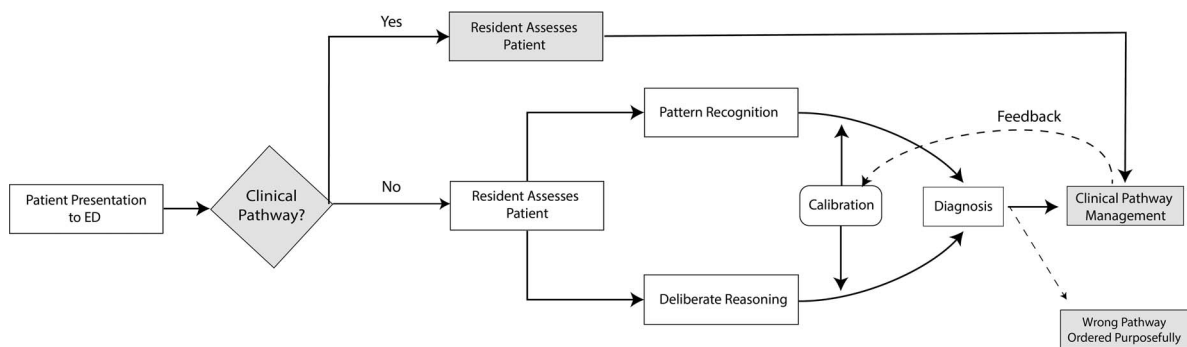 Yes
Resident Assesses
Patient
Pattern Recognition
Feedback
Patient Presentation
to ED
Clinical
Pathway?
No
Resident Assesses
Patient
Calibration
Diagnosis
Clinical Pathway
Management
Deliberate Reasoning
Wrong Pathway
Ordered Purposefully